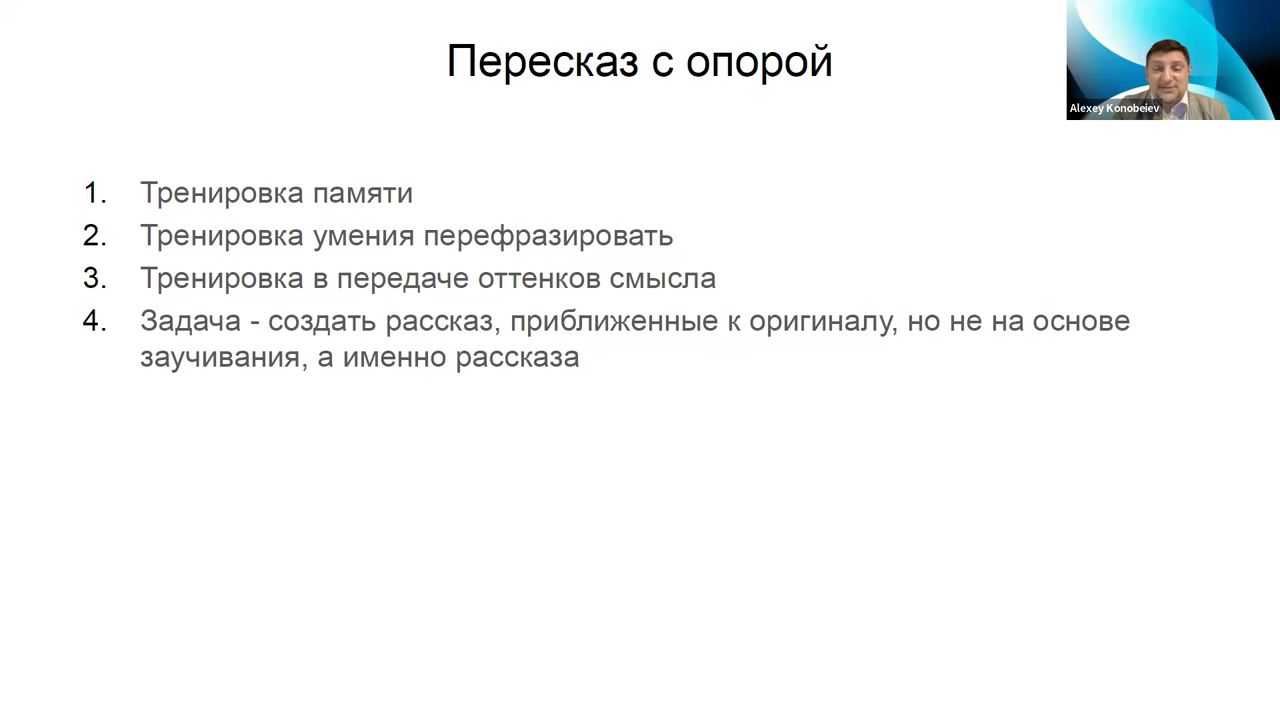 Пересказ с опорой
Alexey Konobeiev
1. Тренировка памяти
2. Тренировка умения перефразировать
3. Тренировка в передаче оттенков смысла
4. Задача - создать рассказ, приближенные к оригиналу, но не на основе
заучивания, а именно рассказа